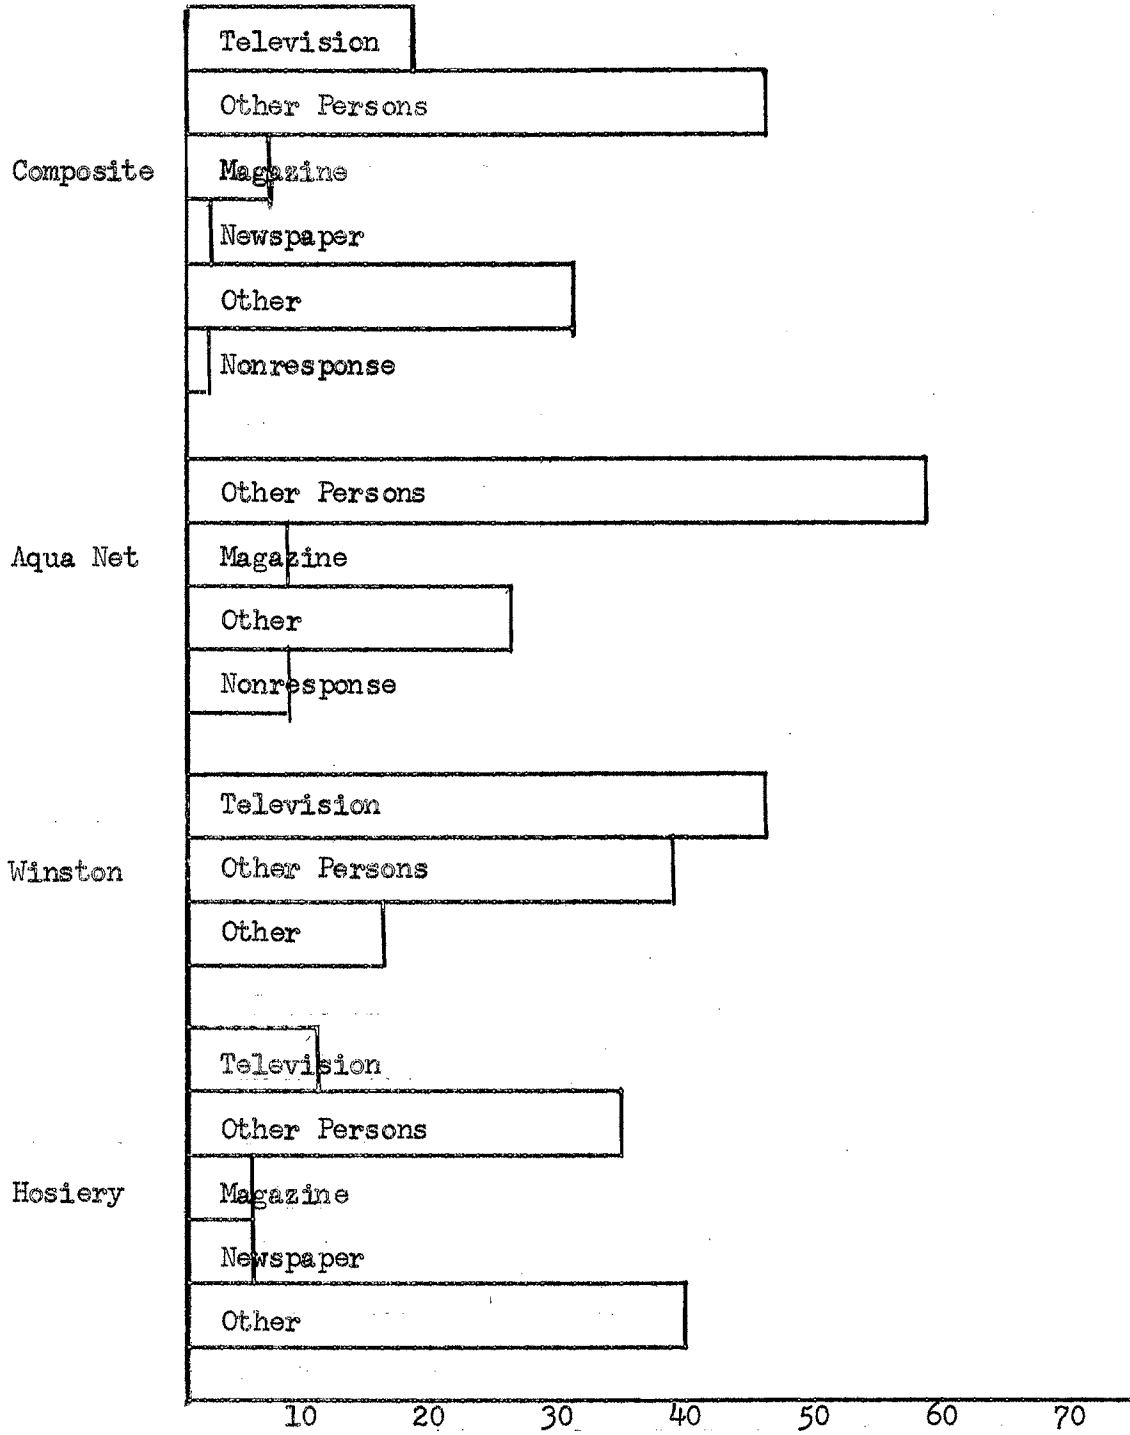 Television
Other Persons
Composite
Magazine
Newspaper
Other
Nonresponse
Other Persons
Aqua Net
Magazine
Other
Nonresponse
Television
Winston
Other Persons
Other
Television
Other Persons
Hosiery
Magazine
Newspaper
Other
10 20 30 40 50 60 70